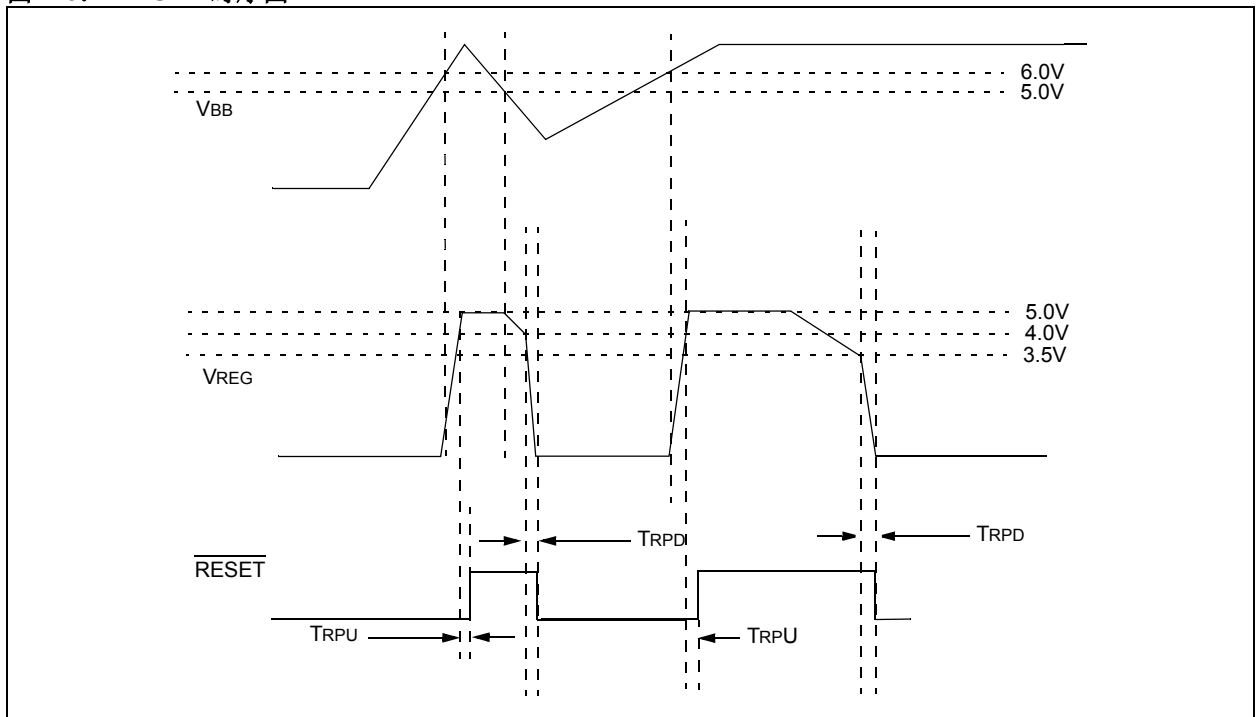 6.0V
5.0V
VBB
5.0V
4.0V
3.5V
VREG
TRPD
TRPD
RESET
TRPU
TRPU